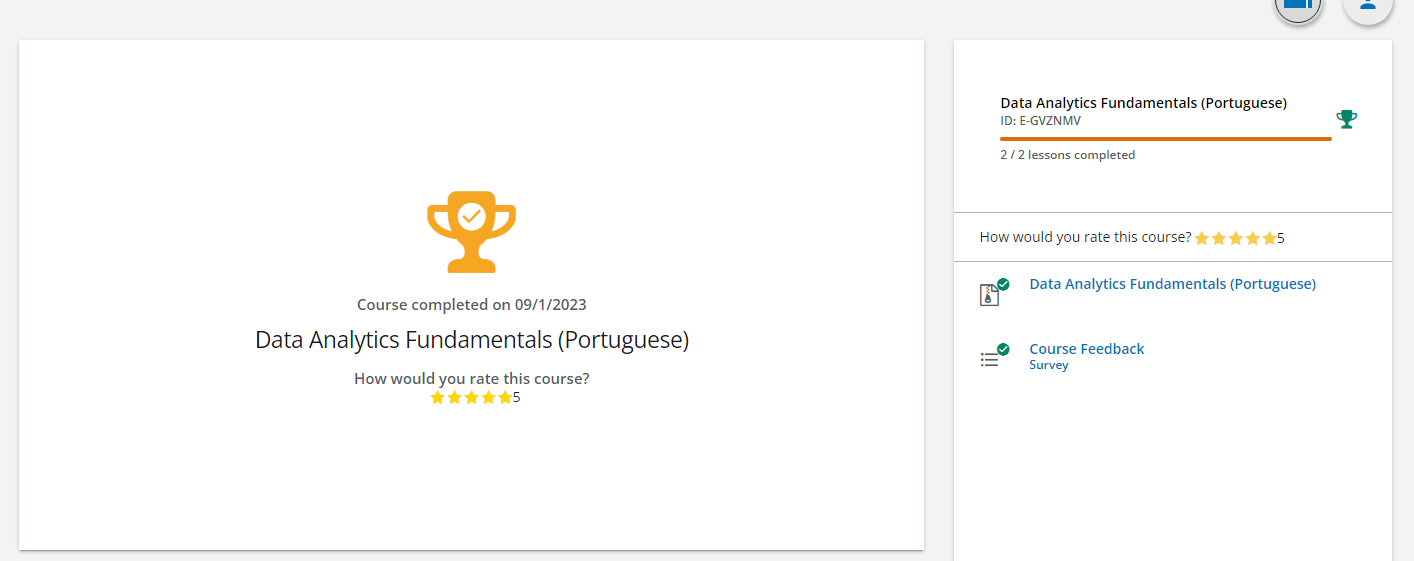 Course completed on 09/1/2023
Data Analytics Fundamentals (Portuguese)
How would you rate this course?
5
Data Analytics Fundamentals (Portuguese)
ID: E-GVZNMV
2 / 2 lessons completed
How would you rate this course? 5
Data Analytics Fundamentals (Portuguese)
Course Feedback
Survey